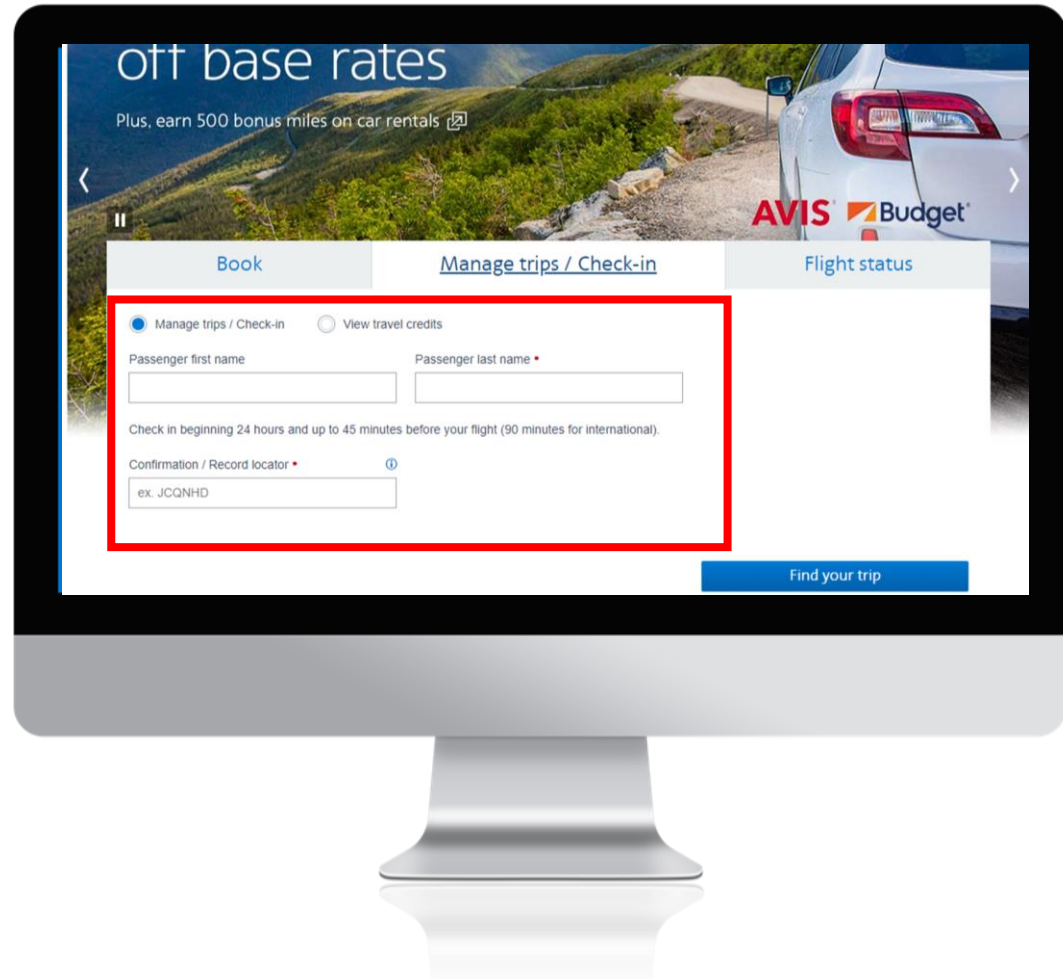 off base rates
Plus, earn 500 bonus miles on car rentals
AVIS Budget
Book Manage trips / Check-in Flight status
Manage trips / Check-in View travel credits
Passenger first name Passenger last name •
Check in beginning 24 hours and up to 45 minutes before your flight (90 minutes for international).
Confirmation / Record locator •
ex. JCQNHD
Find your trip